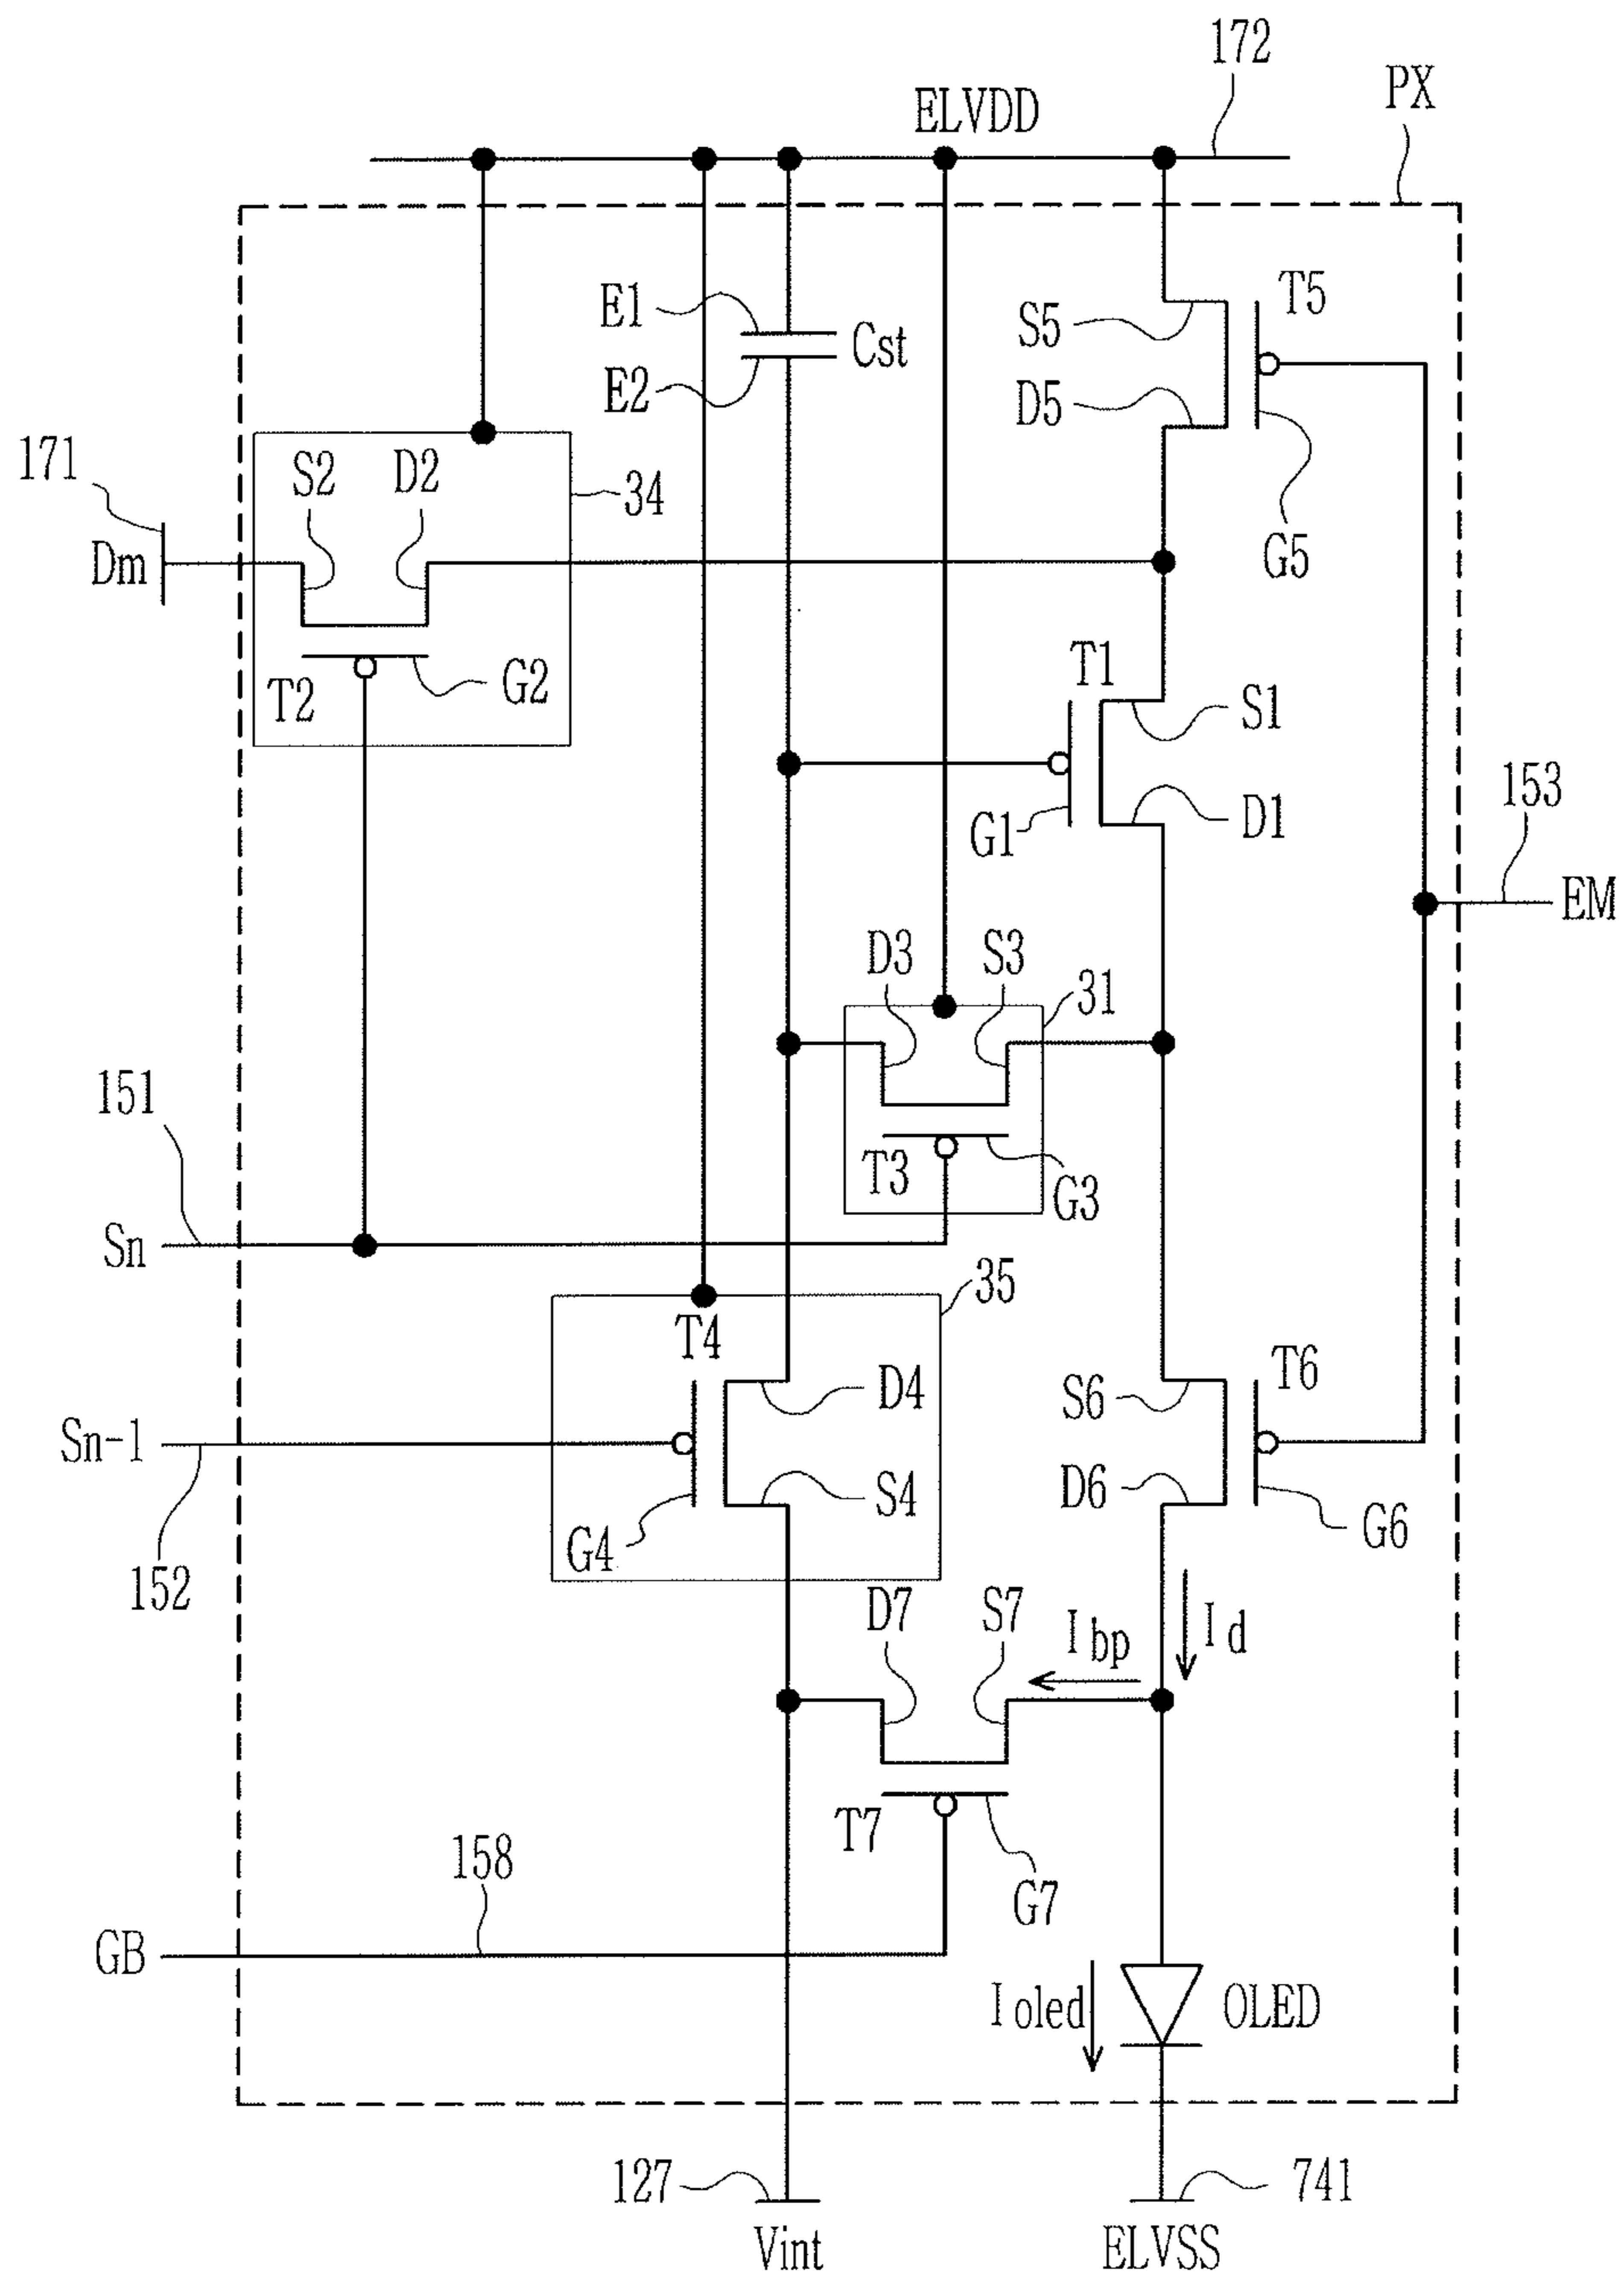 172
PX
ELVDD
E1
Cst
E2
S5
T5
D5
G5
171
S2
D2
34
Dm
T2
G2
T1
S1
G1
D1
153
EM
D3
S3
31
151
T3
G3
Sn
35
T4
D4
S6
T6
Sn-1
S4
D6
G4
G6
152
D7
S7
I bp
I d
T7
G7
158
GB
I oled
OLED
127
741
Vint
ELVSS